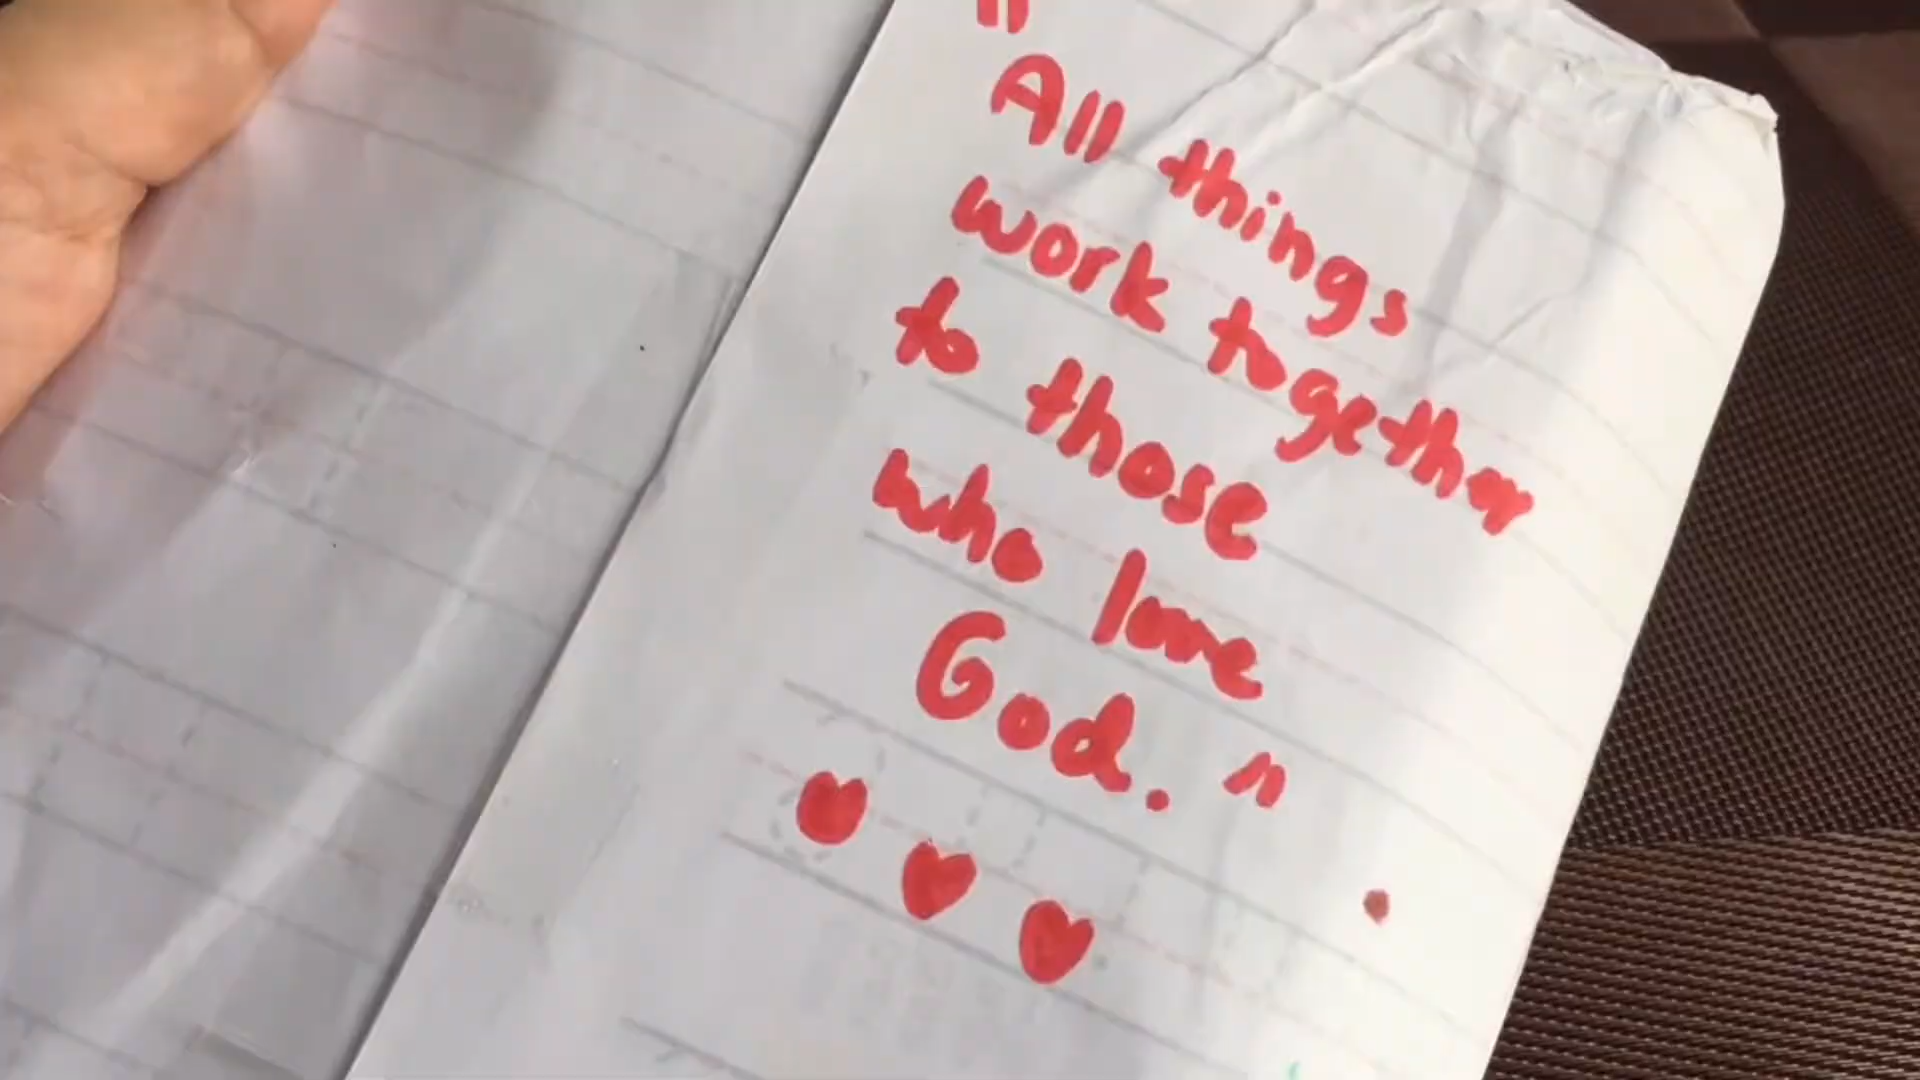 "
All things
work together
to those
who love
God."